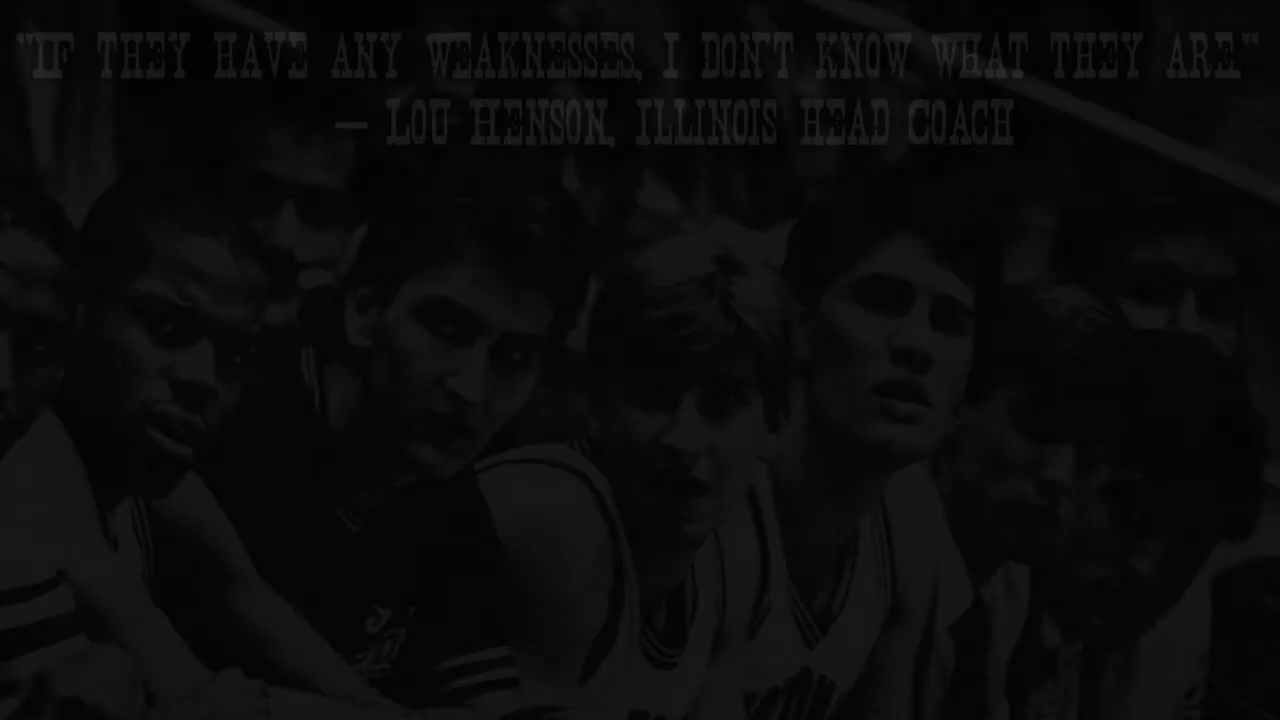 "IF THEY HAVE ANY WEAKNESSES, I DON'T KNOW WHAT THEY ARE"
— LOU HENSON, ILLINOIS HEAD COACH